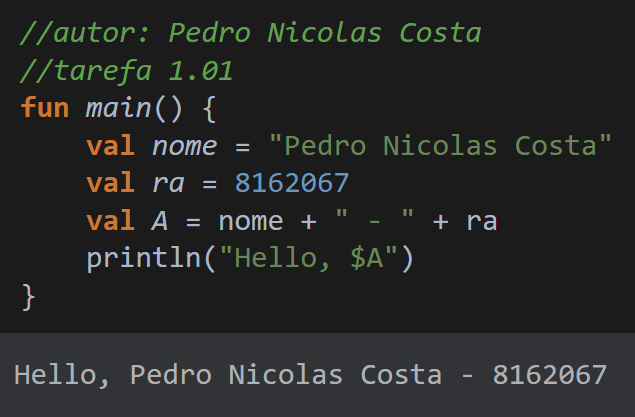 //autor: Pedro Nicolas Costa
//tarefa 1.01
fun main() {
    val nome = "Pedro Nicolas Costa"
    val ra = 8162067
    val A = nome + " - " + ra
    println("Hello, $A")
}
Hello, Pedro Nicolas Costa - 8162067